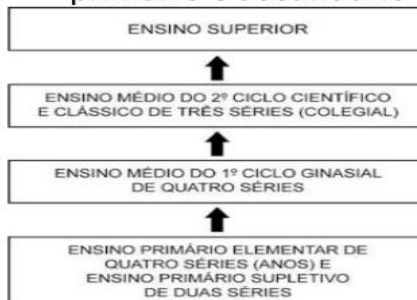 ENSINO SUPERIOR
ENSINO MÉDIO DO 2º CICLO CIENTÍFICO
E CLÁSSICO DE TRÊS SÉRIES (COLEGIAL)
ENSINO MÉDIO DO 1º CICLO GINASIAL
DE QUATRO SÉRIES
ENSINO PRIMÁRIO ELEMENTAR DE
QUATRO SÉRIES (ANOS) E
ENSINO PRIMÁRIO SUPLETIVO
DE DUAS SÉRIES